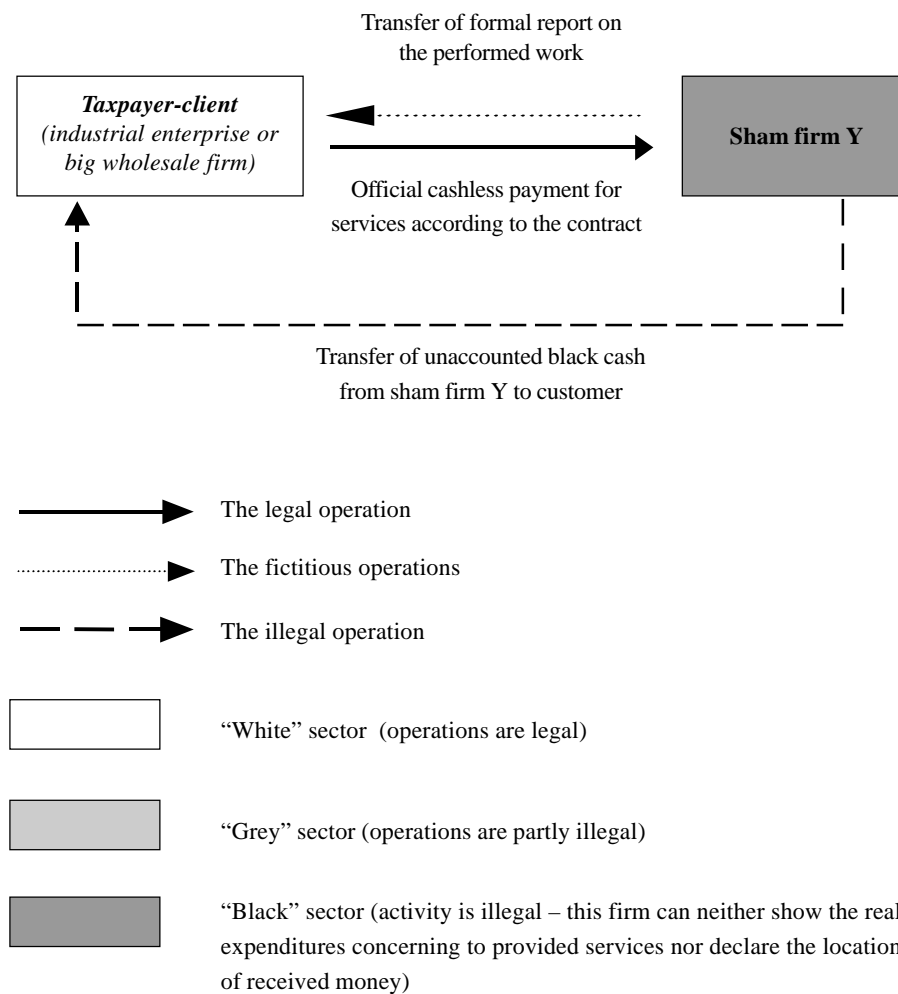 Transfer of formal report on
the performed work
Taxpayer-client
(industrial enterprise or
big wholesale firm)
Sham firm Y
Official cashless payment for
services according to the contract
Transfer of unaccounted black cash
from sham firm Y to customer
The legal operation
The fictitious operations
The illegal operation
“White” sector (operations are legal)
“Grey” sector (operations are partly illegal)
“Black” sector (activity is illegal – this firm can neither show the real
expenditures concerning to provided services nor declare the location
of received money)